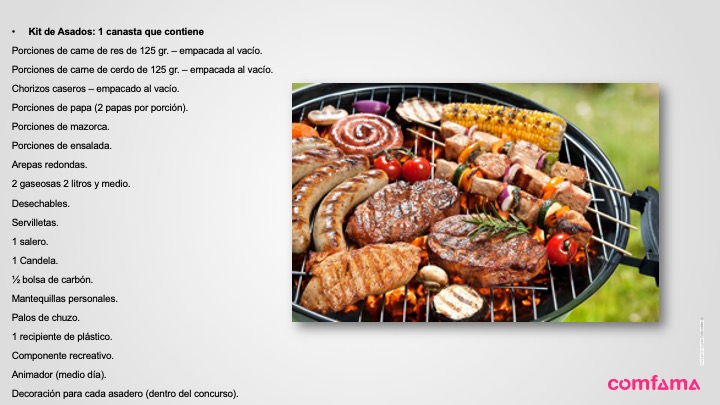 • Kit de Asados: 1 canasta que contiene
Porciones de carne de res de 125 gr. – empacada al vacío.
Porciones de carne de cerdo de 125 gr. – empacada al vacío.
Chorizos caseros – empacado al vacío.
Porciones de papa (2 papas por porción).
Porciones de mazorca.
Porciones de ensalada.
Arepas redondas.
2 gaseosas 2 litros y medio.
Desechables.
Servilletas.
1 salero.
1 Candela.
½ bolsa de carbón.
Mantequillas personales.
Palos de chuzo.
1 recipiente de plástico.
Componente recreativo.
Animador (medio día).
Decoración para cada asadero (dentro del concurso).
comfama